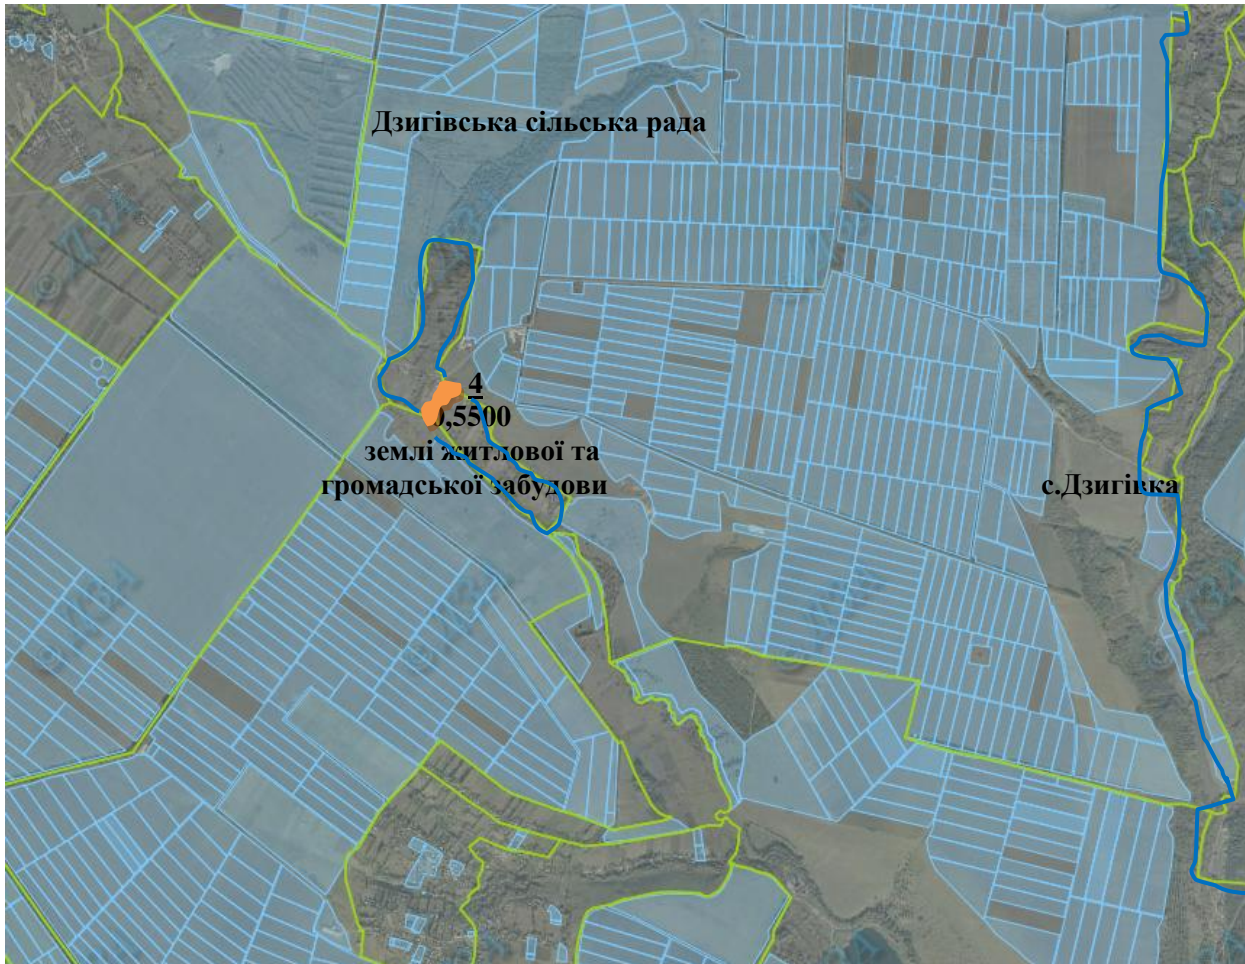 Дзигівська сільська рада
4
0,5500
землі житлової та
громадської забудови
с.Дзигівка